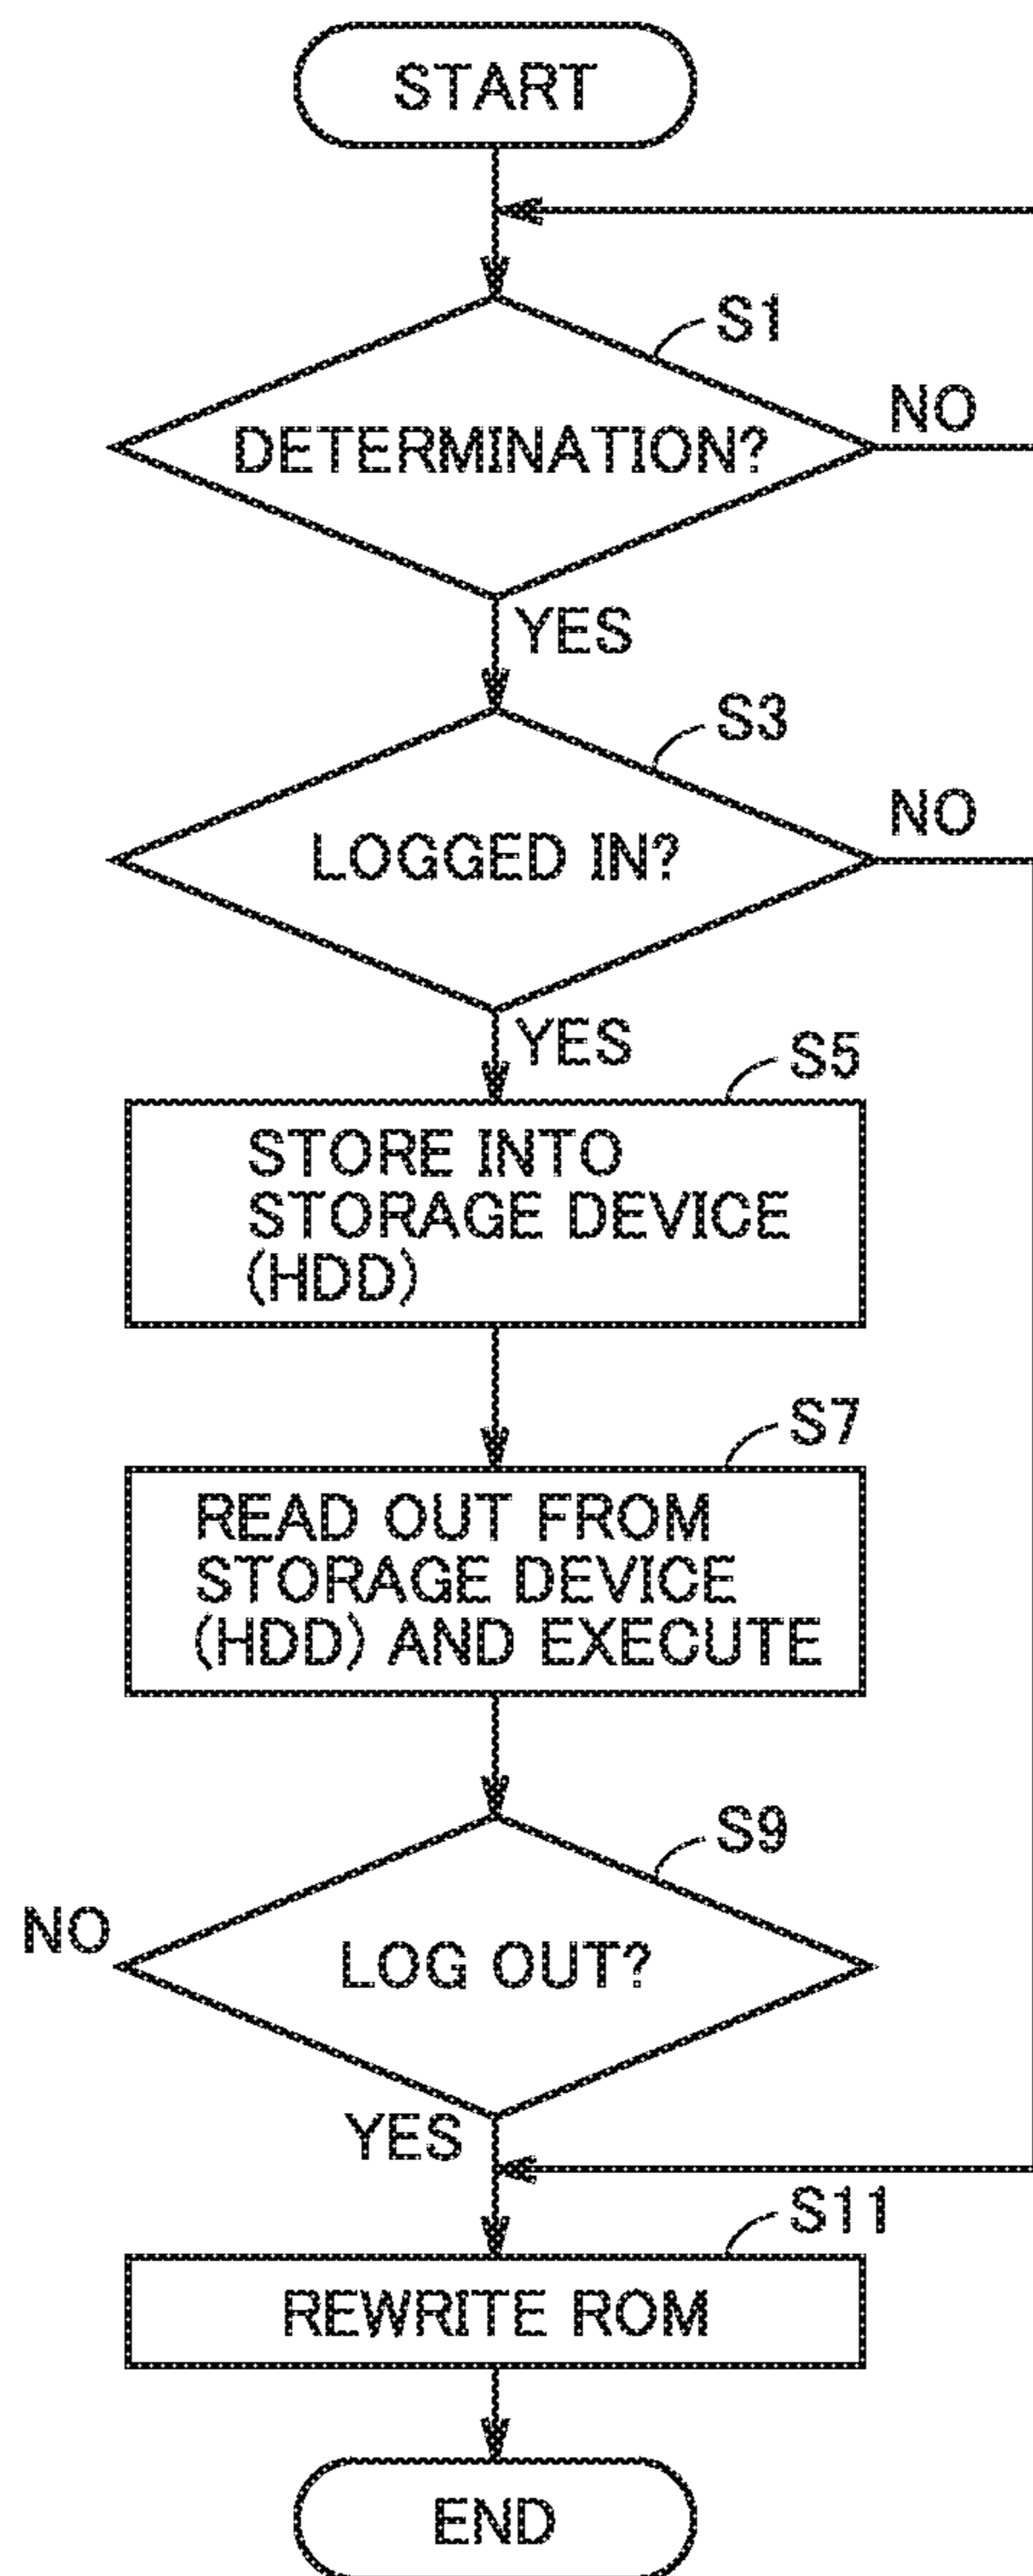 START
S1
DETERMINATION?
NO
YES
S3
LOGGED IN?
NO
YES
S5
STORE INTO
STORAGE DEVICE
(HDD)
S7
READ OUT FROM
STORAGE DEVICE
(HDD) AND EXECUTE
S9
NO
LOG OUT?
YES
S11
REWRITE ROM
END